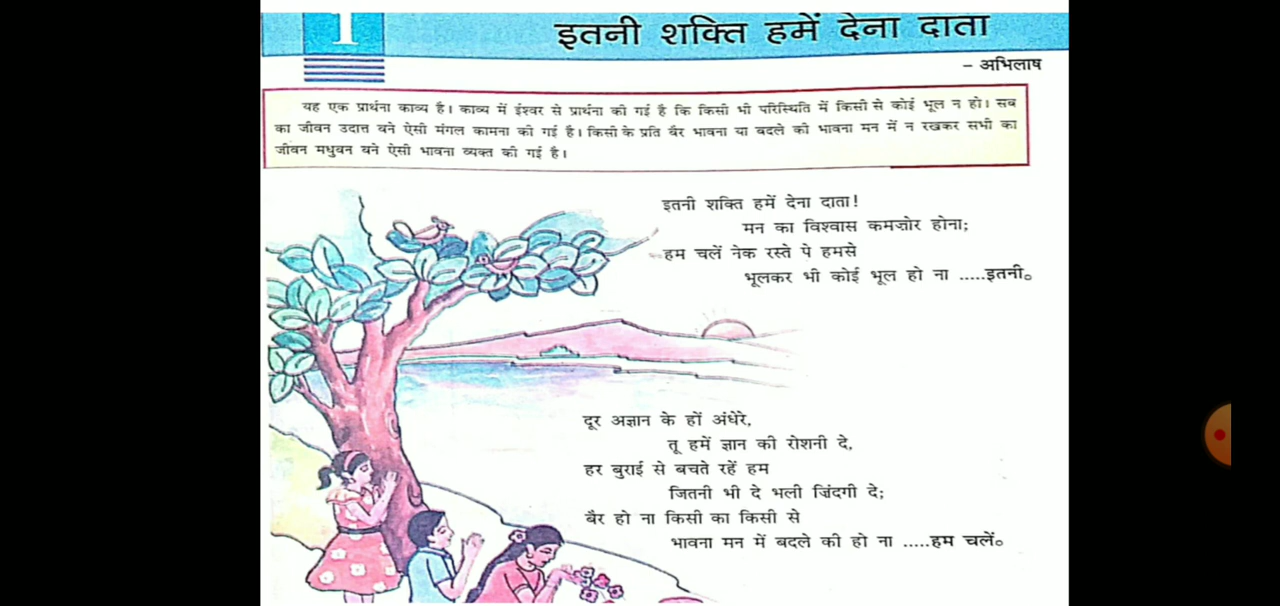 1
इतनी शक्ति हमें देना दाता
– अभिलाष
यह एक प्रार्थना काव्य है। काव्य में ईश्वर से प्रार्थना की गई है कि किसी भी परिस्थिति में किसी से कोई भूल न हो। सब
का जीवन उदात्त बने ऐसी मंगल कामना की गई है। किसी के प्रति बैर भावना या बदले की भावना मन में न रखकर सभी का
जीवन मधुबन बने ऐसी भावना व्यक्त की गई है।
इतनी शक्ति हमें देना दाता!
मन का विश्वास कमज़ोर होना;
हम चलें नेक रस्ते पे हमसे
भूलकर भी कोई भूल हो ना .....इतनी॰
दूर अज्ञान के हों अंधेरे,
तू हमें ज्ञान की रोशनी दे,
हर बुराई से बचते रहें हम
जितनी भी दे भली ज़िंदगी दे;
बैर हो ना किसी का किसी से
भावना मन में बदले की हो ना .....हम चलें॰